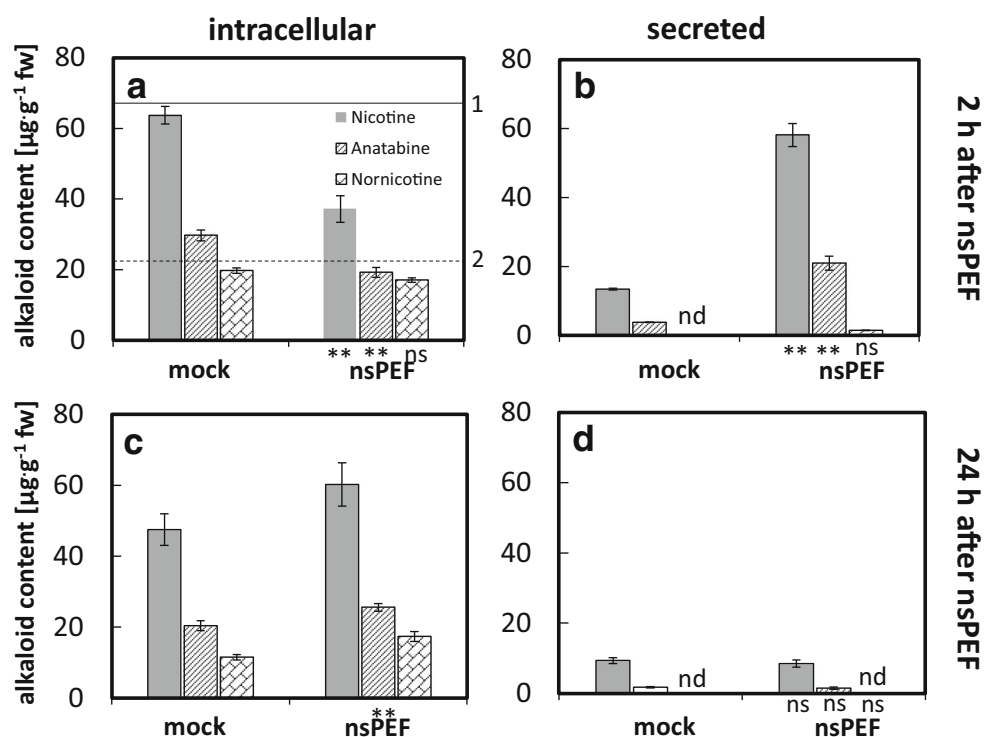 intracellular
secreted
alkaloid content [µg·g⁻¹ fw]
80
60
40
20
0
a
1
2
Nicotine
Anatabine
Nornicotine
** ** ns
mock
nsPEF
80
60
40
20
0
b
nd
** ** ns
mock
nsPEF
2 h after nsPEF
alkaloid content [µg·g⁻¹ fw]
80
60
40
20
0
c
**
mock
nsPEF
80
60
40
20
0
d
nd
nd
ns ns ns
mock
nsPEF
24 h after nsPEF